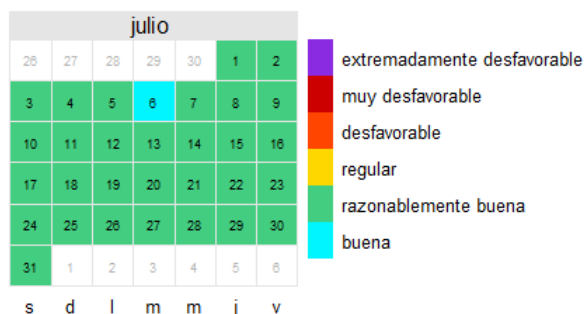 julio
26 27 28 29 30 1 2
3 4 5 6 7 8 9
10 11 12 13 14 15 16
17 18 19 20 21 22 23
24 25 26 27 28 29 30
31 1 2 3 4 5 6
s d l m m j v
extremadamente desfavorable
muy desfavorable
desfavorable
regular
razonablemente buena
buena